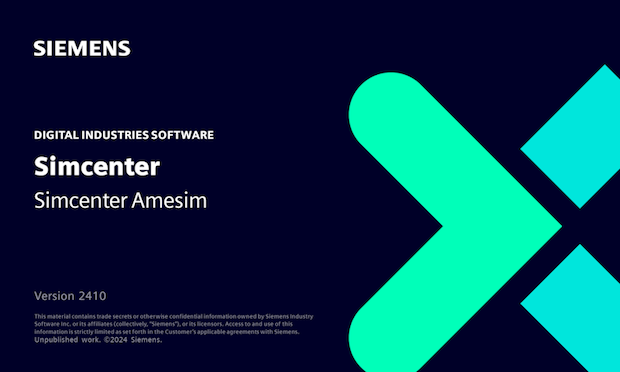 SIEMENS
DIGITAL INDUSTRIES SOFTWARE
Simcenter
Simcenter Amesim
Version 2410
This material contains trade secrets or otherwise confidential information owned by Siemens Industry
Software Inc. or its affiliates (collectively, "Siemens"), or its licensors. Access to and use of this
information is strictly limited as set forth in the Customer's applicable agreements with Siemens.
Unpublished work. ©2024 Siemens.